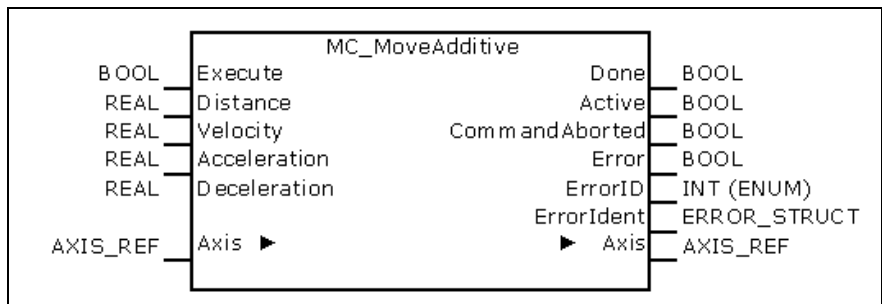 MC_MoveAdditive
BOOL Execute Done BOOL
REAL Distance Active BOOL
REAL Velocity CommandAborted BOOL
REAL Acceleration Error BOOL
REAL Deceleration ErrorID INT (ENUM)
ErrorIdent ERROR_STRUCT
AXIS_REF Axis ► ► Axis AXIS_REF